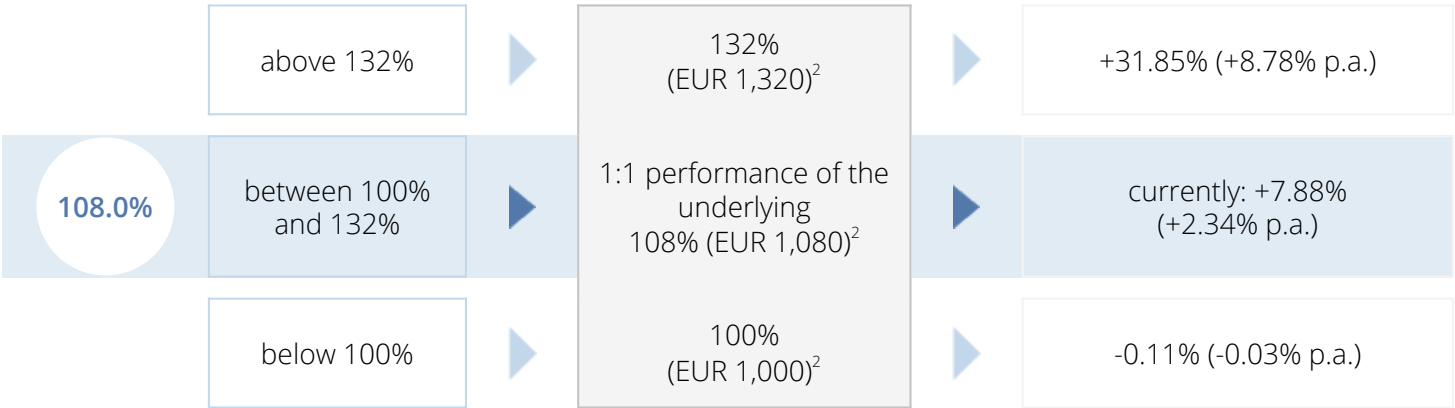 above 132%
132%
(EUR 1,320)²
+31.85% (+8.78% p.a.)
108.0%
between 100%
and 132%
1:1 performance of the
underlying
108% (EUR 1,080)²
currently: +7.88%
(+2.34% p.a.)
below 100%
100%
(EUR 1,000)²
-0.11% (-0.03% p.a.)